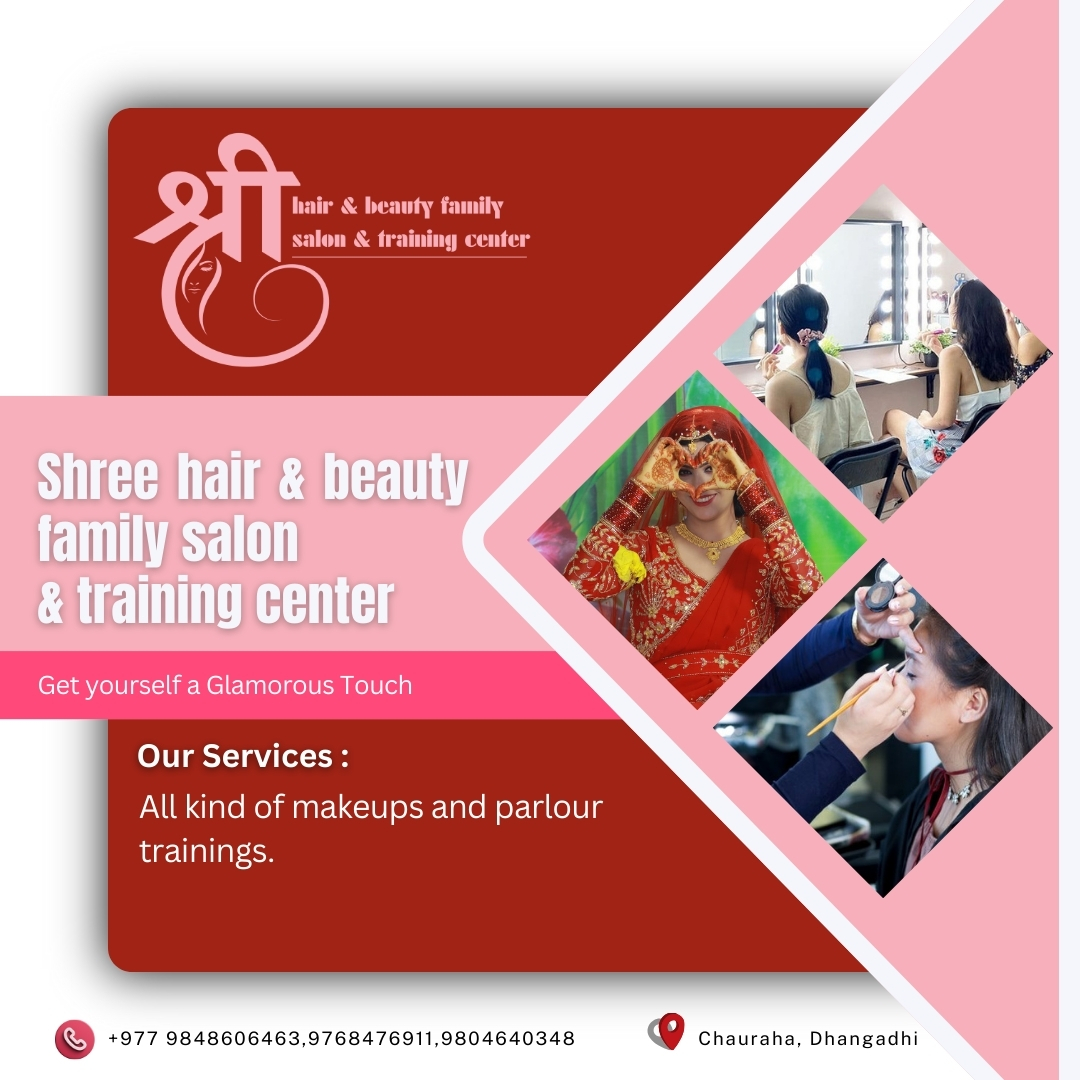 श्री
hair & beauty family
salon & training center
Shree hair & beauty
family salon
& training center
Get yourself a Glamorous Touch
Our Services :
All kind of makeups and parlour
trainings.
+977 9848606463,9768476911,9804640348
Chauraha, Dhangadhi